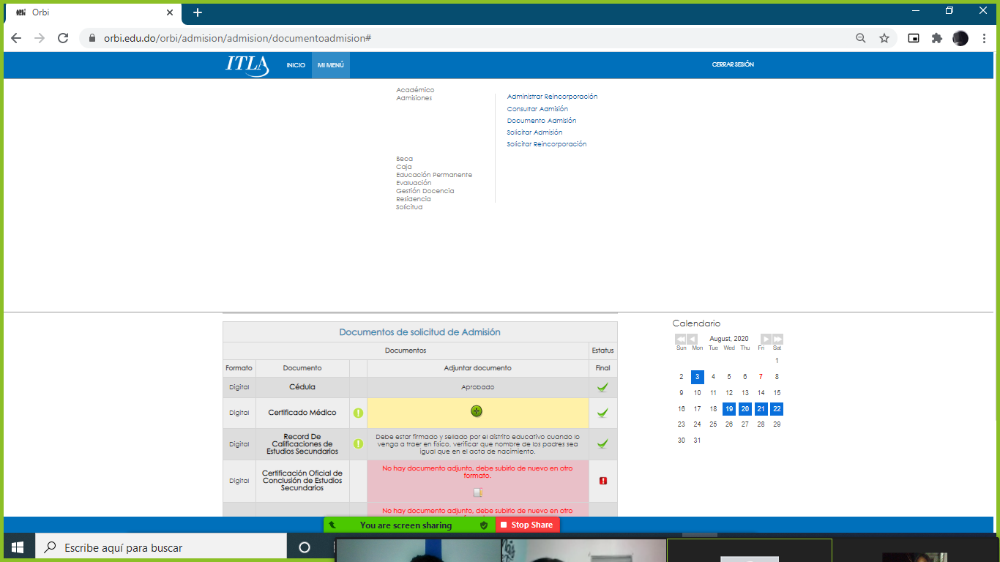 Orbi
orbi.edu.do/orbi/admision/admision/documentoadmision#
ITLA INICIO MI MENÚ CERRAR SESIÓN
Académico
Admisiones
Beca
Caja
Educación Permanente
Evaluación
Gestión Docencia
Residencia
Solicitud
Administrar Reincorporación
Consultar Admisión
Documento Admisión
Solicitar Admisión
Solicitar Reincorporación
Documentos de solicitud de Admisión
Documentos Estatus
Formato Documento Adjuntar documento Final
Digital Cédula Aprobado
Digital Certificado Médico
Digital
Record De
Calificaciones de
Estudios Secundarios
Debe estar firmado y sellado por el distrito educativo cuando lo
venga a traer en físico, verificar que nombre de los padres sea
igual que en el acta de nacimiento.
Digital
Certificación Oficial de
Conclusión de Estudios
Secundarios
No hay documento adjunto, debe subirlo de nuevo en otro
formato.
No hay documento adjunto, debe subirlo de nuevo en otro
Calendario
August, 2020
Sun Mon Tue Wed Thu Fri Sat
1
2 3 4 5 6 7 8
9 10 11 12 13 14 15
16 17 18 19 20 21 22
23 24 25 26 27 28 29
30 31
You are screen sharing Stop Share
Escribe aquí para buscar